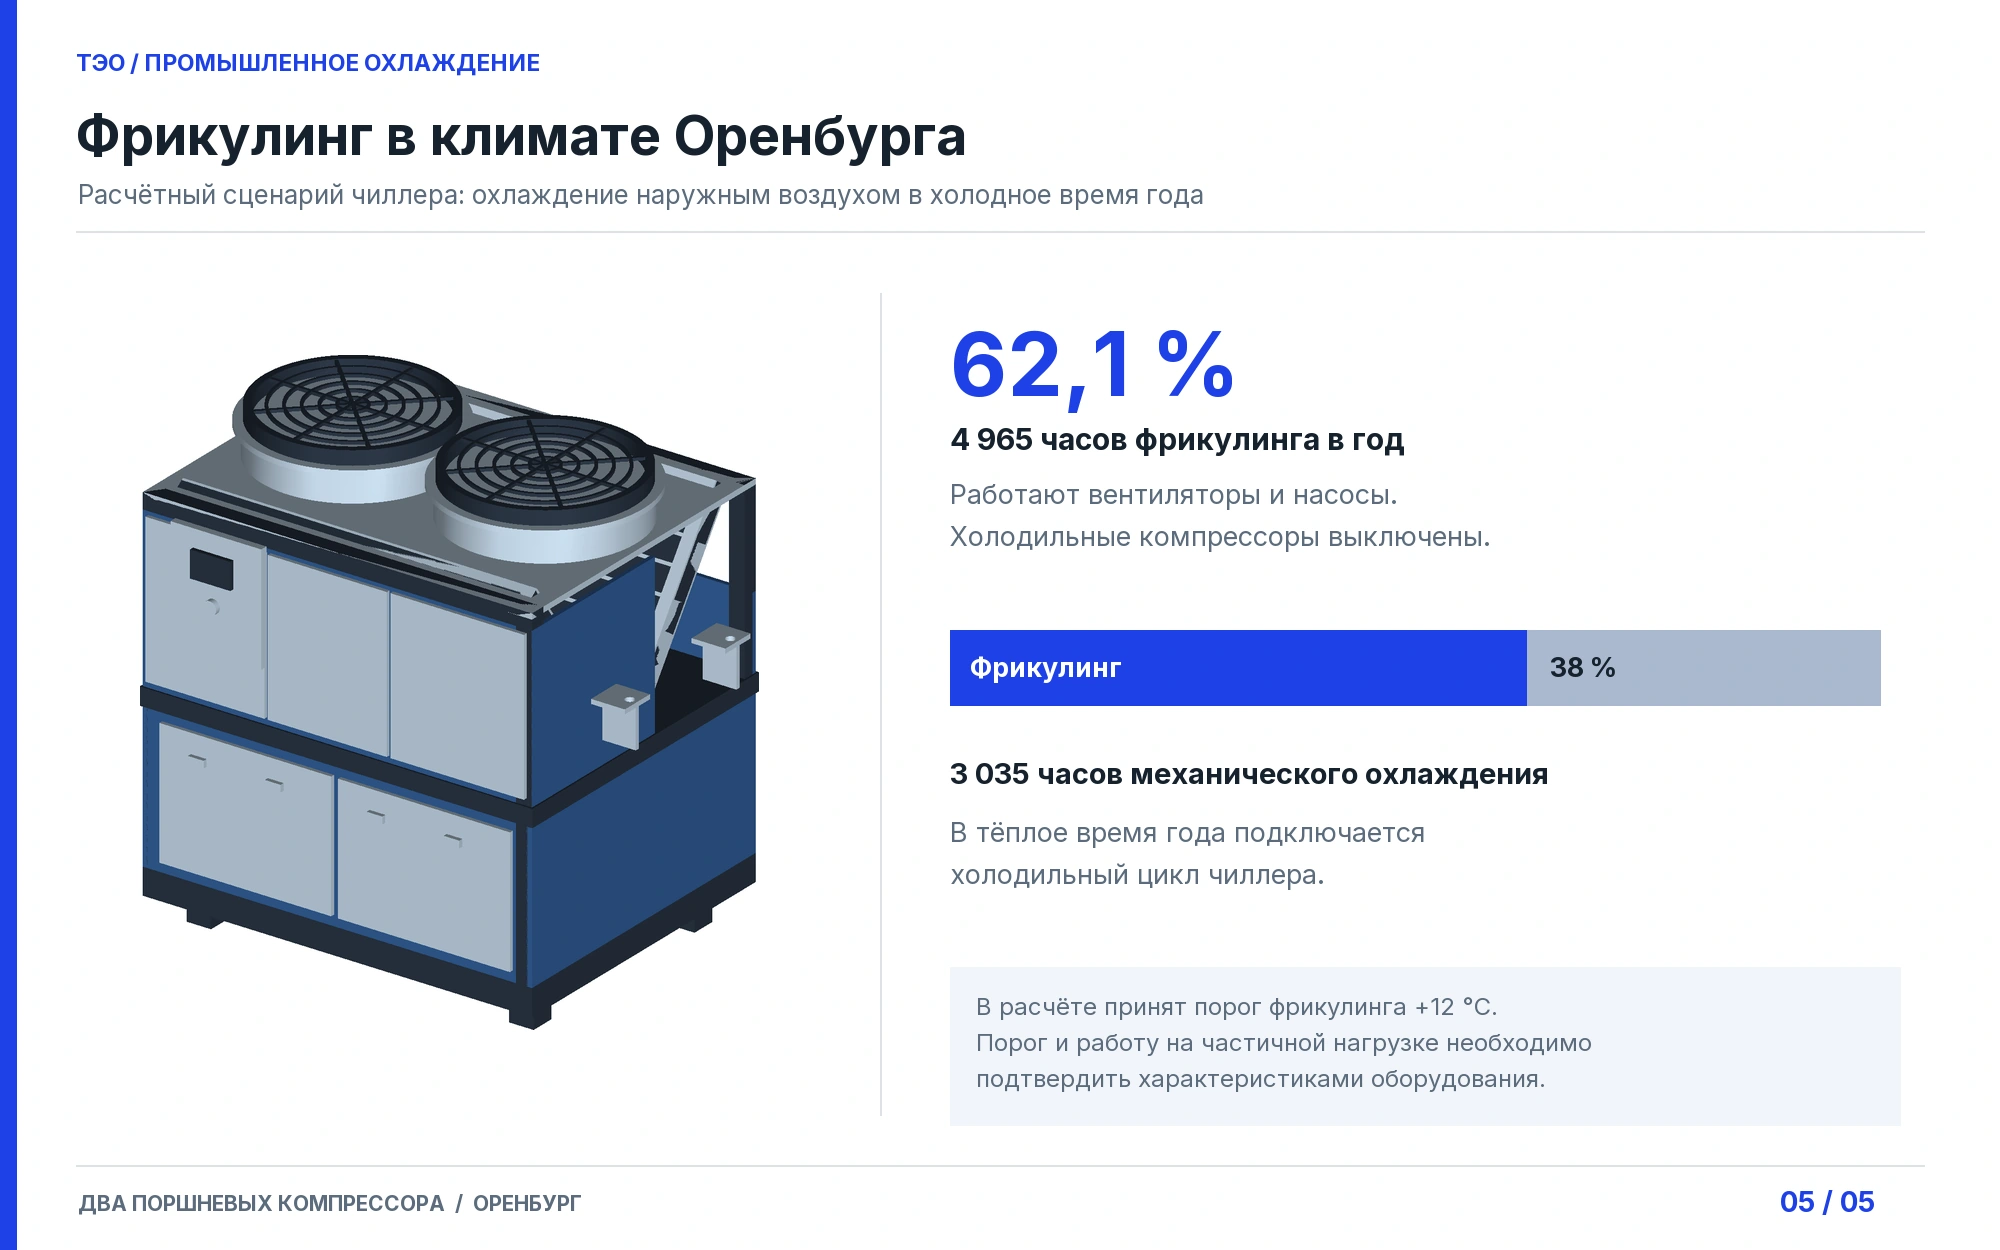 ТЭО / ПРОМЫШЛЕННОЕ ОХЛАЖДЕНИЕ
Фрикулинг в климате Оренбурга
Расчётный сценарий чиллера: охлаждение наружным воздухом в холодное время года
62,1 %
4 965 часов фрикулинга в год
Работают вентиляторы и насосы.
Холодильные компрессоры выключены.
Фрикулинг
38 %
3 035 часов механического охлаждения
В тёплое время года подключается
холодильный цикл чиллера.
В расчёте принят порог фрикулинга +12 °C.
Порог и работу на частичной нагрузке необходимо
подтвердить характеристиками оборудования.
ДВА ПОРШНЕВЫХ КОМПРЕССОРА / ОРЕНБУРГ
05 / 05